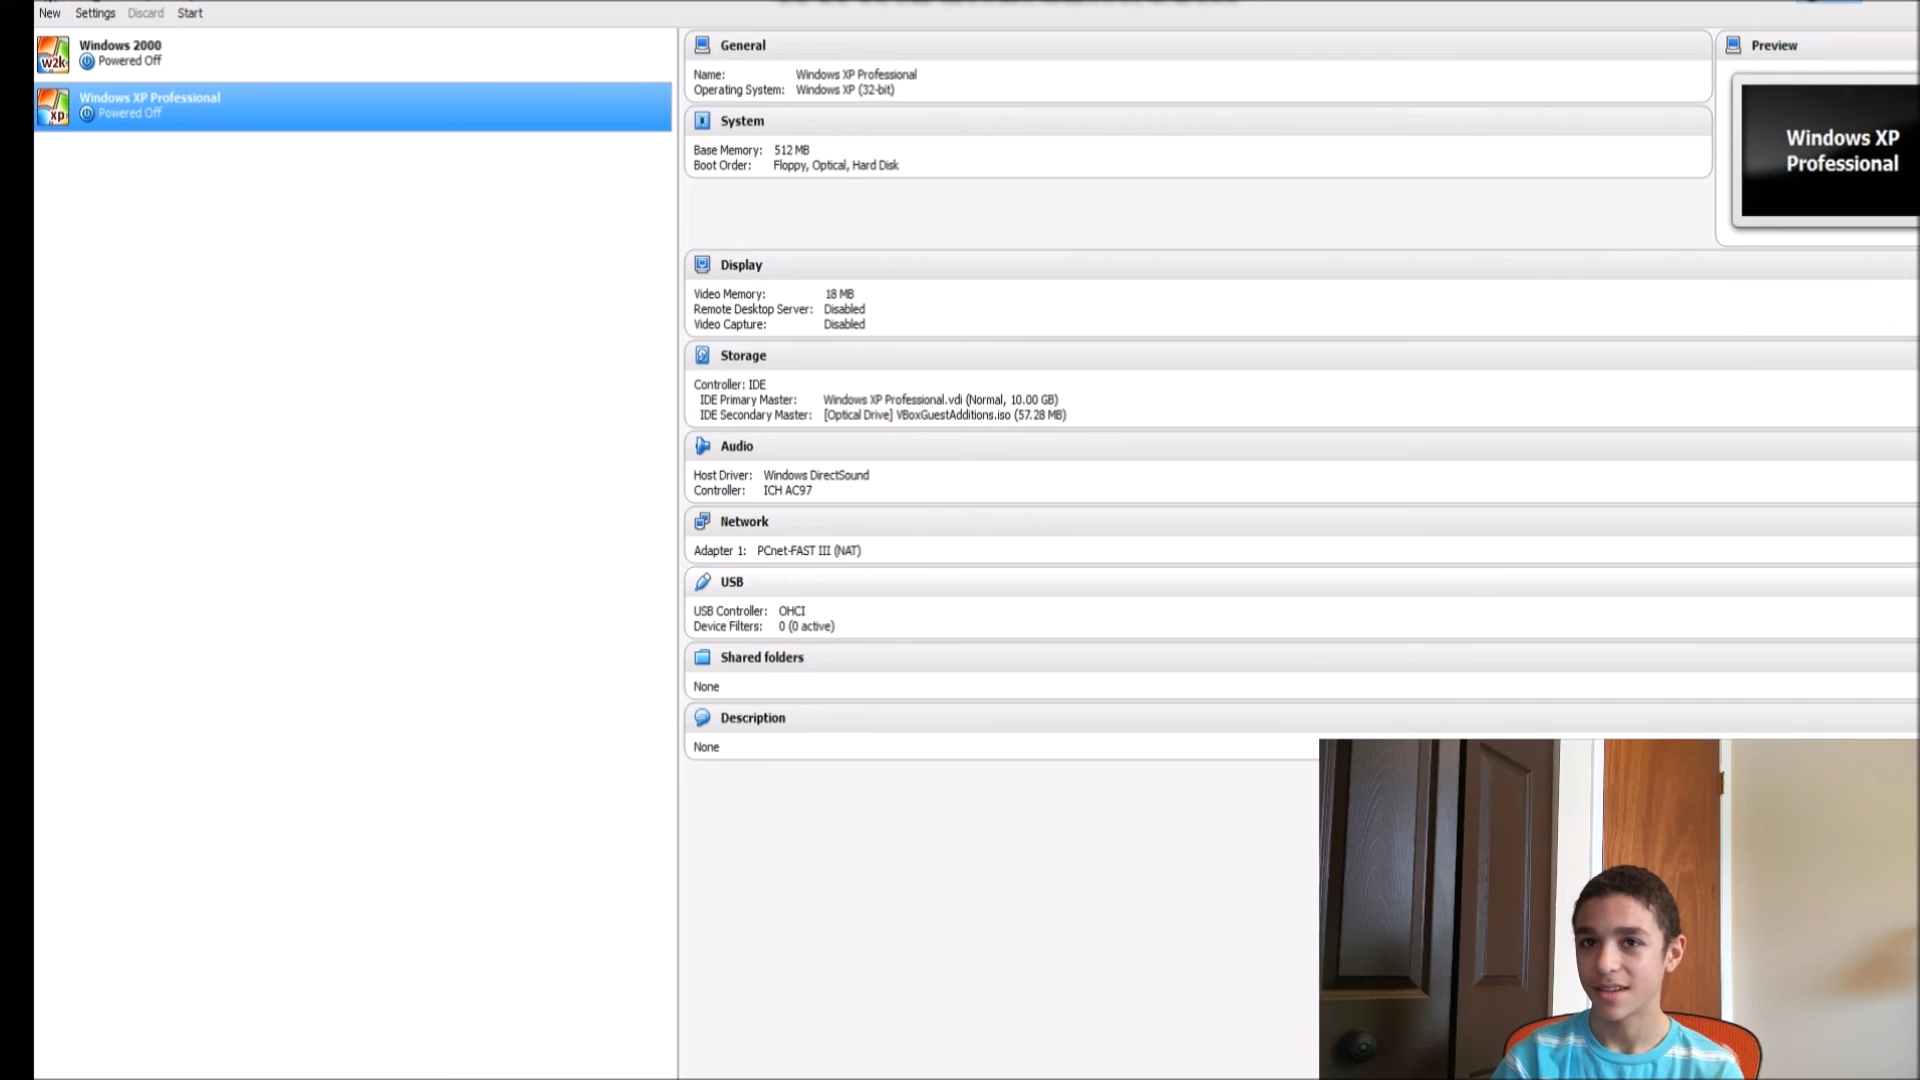 New Settings Discard Start
w2k
Windows 2000
Powered Off
xp
Windows XP Professional
Powered Off
General
Name: Windows XP Professional
Operating System: Windows XP (32-bit)
System
Base Memory: 512 MB
Boot Order: Floppy, Optical, Hard Disk
Preview
Windows XP
Professional
Display
Video Memory: 18 MB
Remote Desktop Server: Disabled
Video Capture: Disabled
Storage
Controller: IDE
IDE Primary Master: Windows XP Professional.vdi (Normal, 10.00 GB)
IDE Secondary Master: [Optical Drive] VBoxGuestAdditions.iso (57.28 MB)
Audio
Host Driver: Windows DirectSound
Controller: ICH AC97
Network
Adapter 1: PCnet-FAST III (NAT)
USB
USB Controller: OHCI
Device Filters: 0 (0 active)
Shared folders
None
Description
None